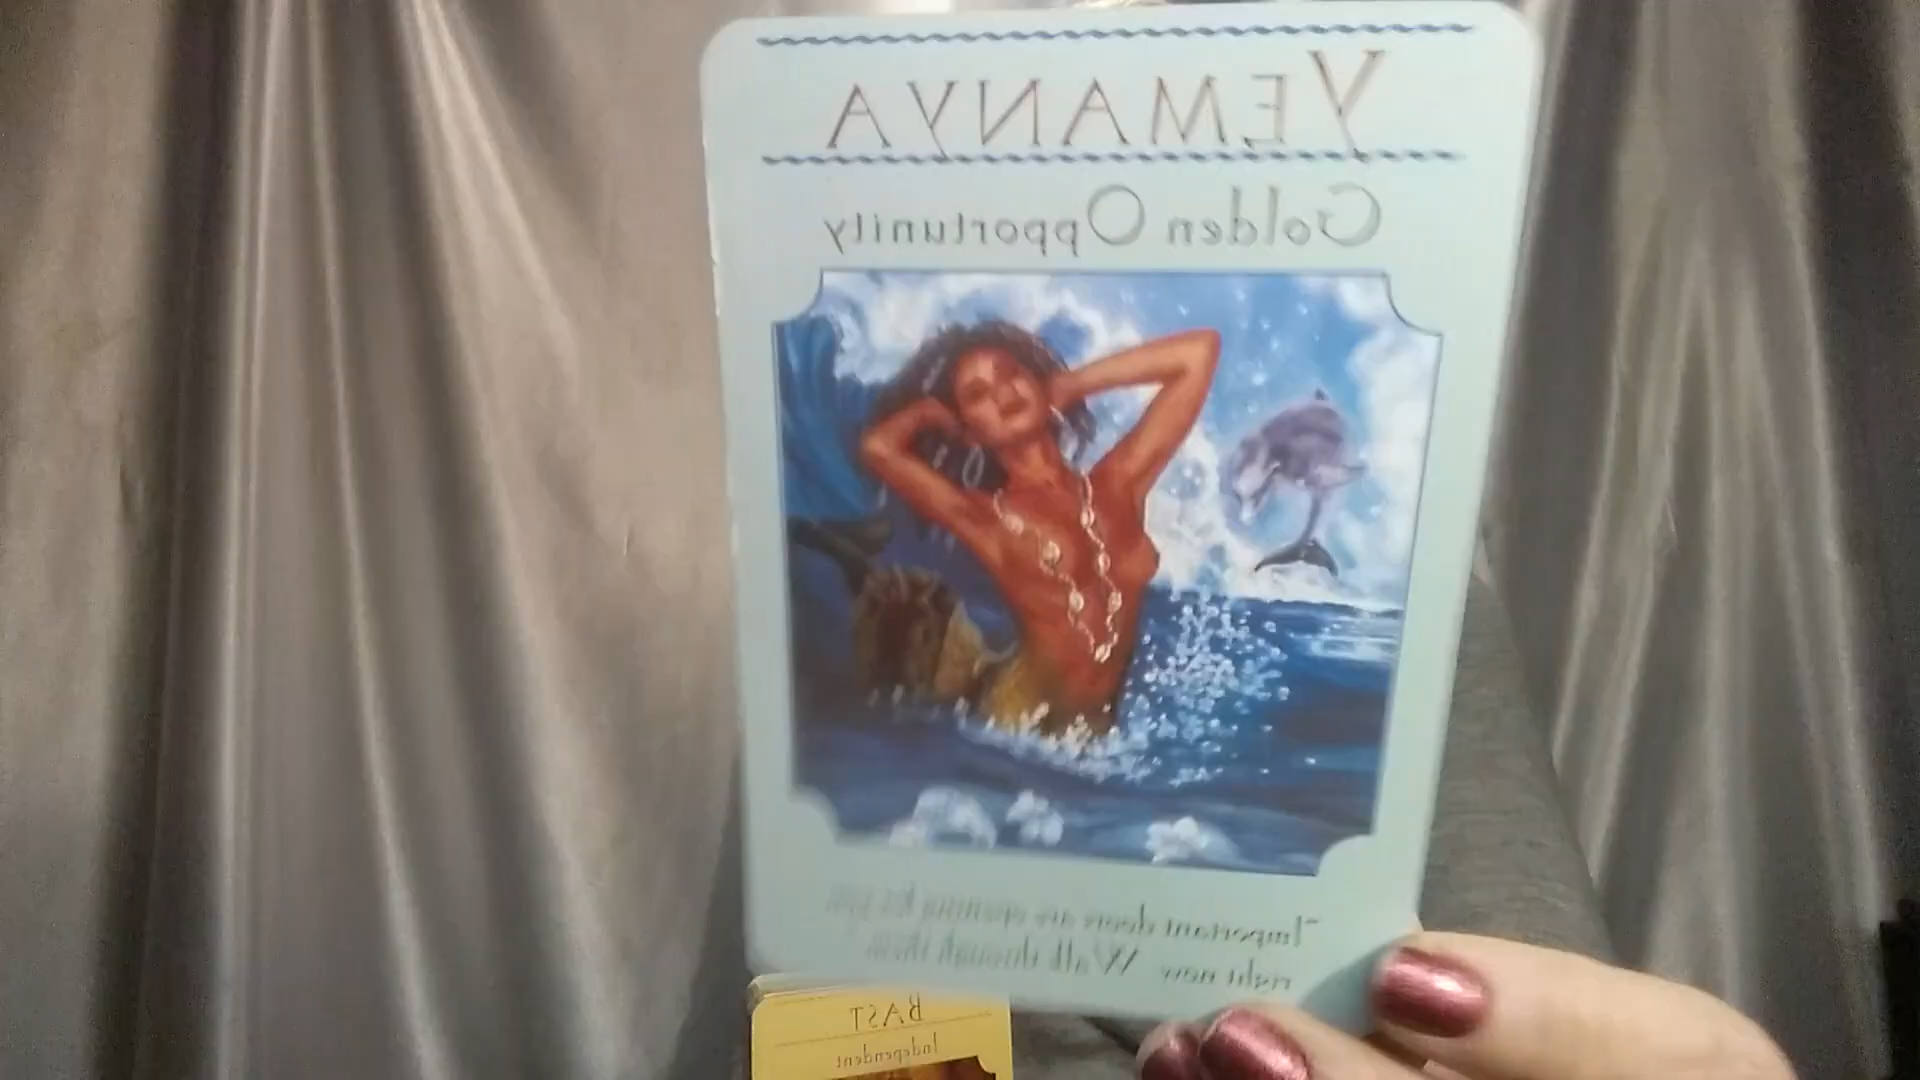 YEMANYA
Golden Opportunity
"Important doors are opening for you
right now. Walk through them
BAST
Independent